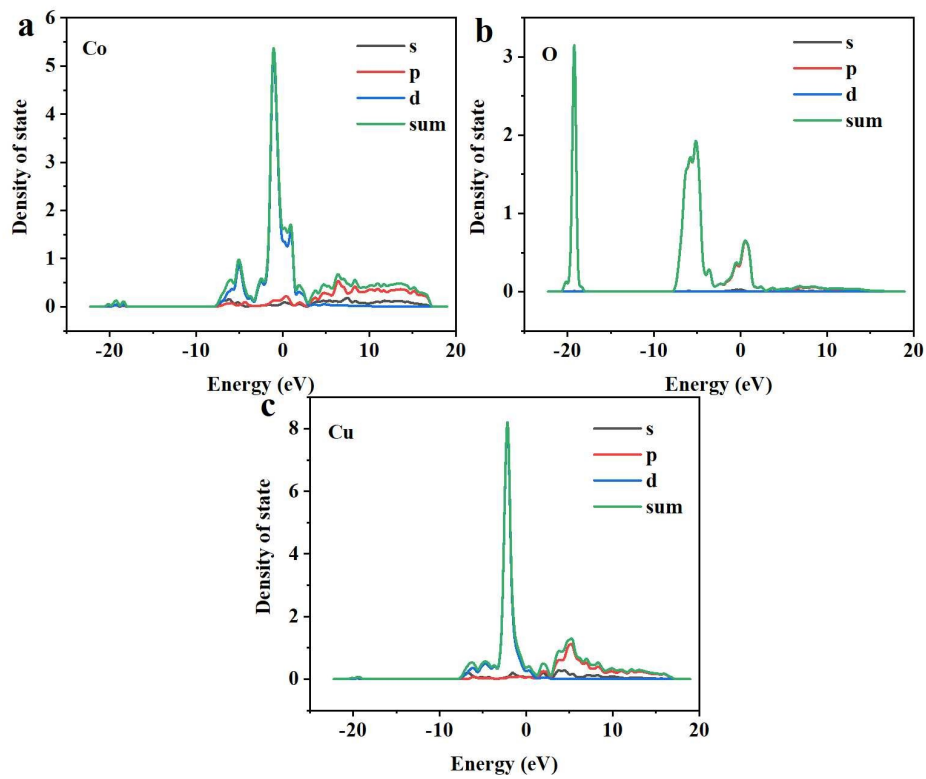 a
Co
s
p
d
sum
6
5
4
3
2
1
0
-20
-10
0
10
20
Density of state
Energy (eV)
b
O
s
p
d
sum
3
2
1
0
-20
-10
0
10
20
Density of state
Energy (eV)
c
Cu
s
p
d
sum
8
6
4
2
0
-20
-10
0
10
20
Density of state
Energy (eV)